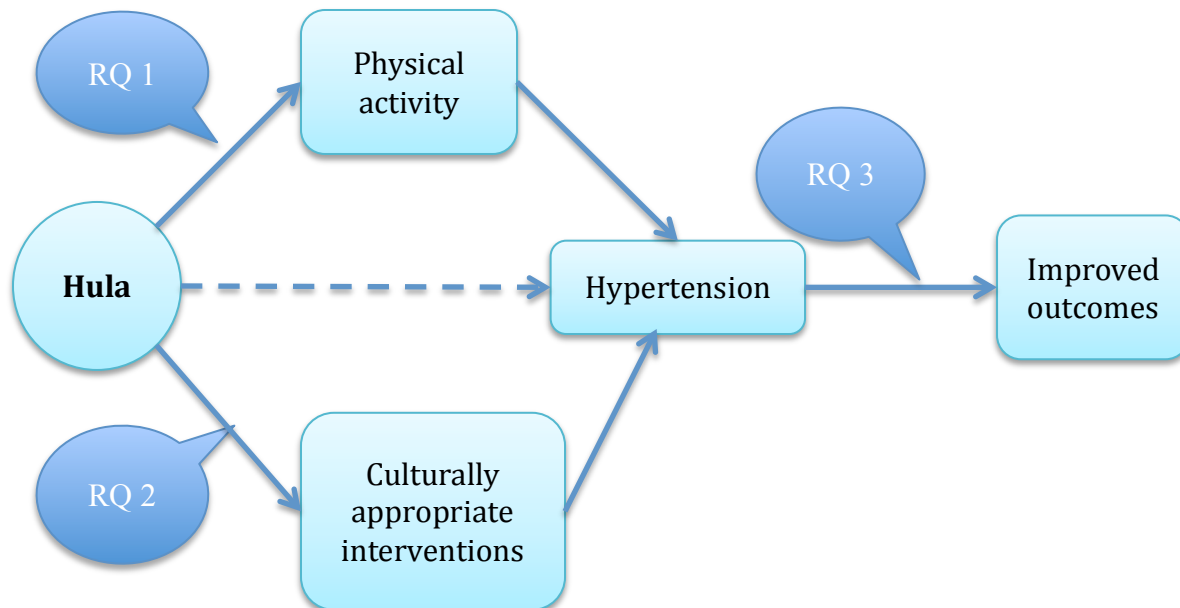 RQ 1
Physical
activity
RQ 3
Hula
Hypertension
Improved
outcomes
RQ 2
Culturally
appropriate
interventions